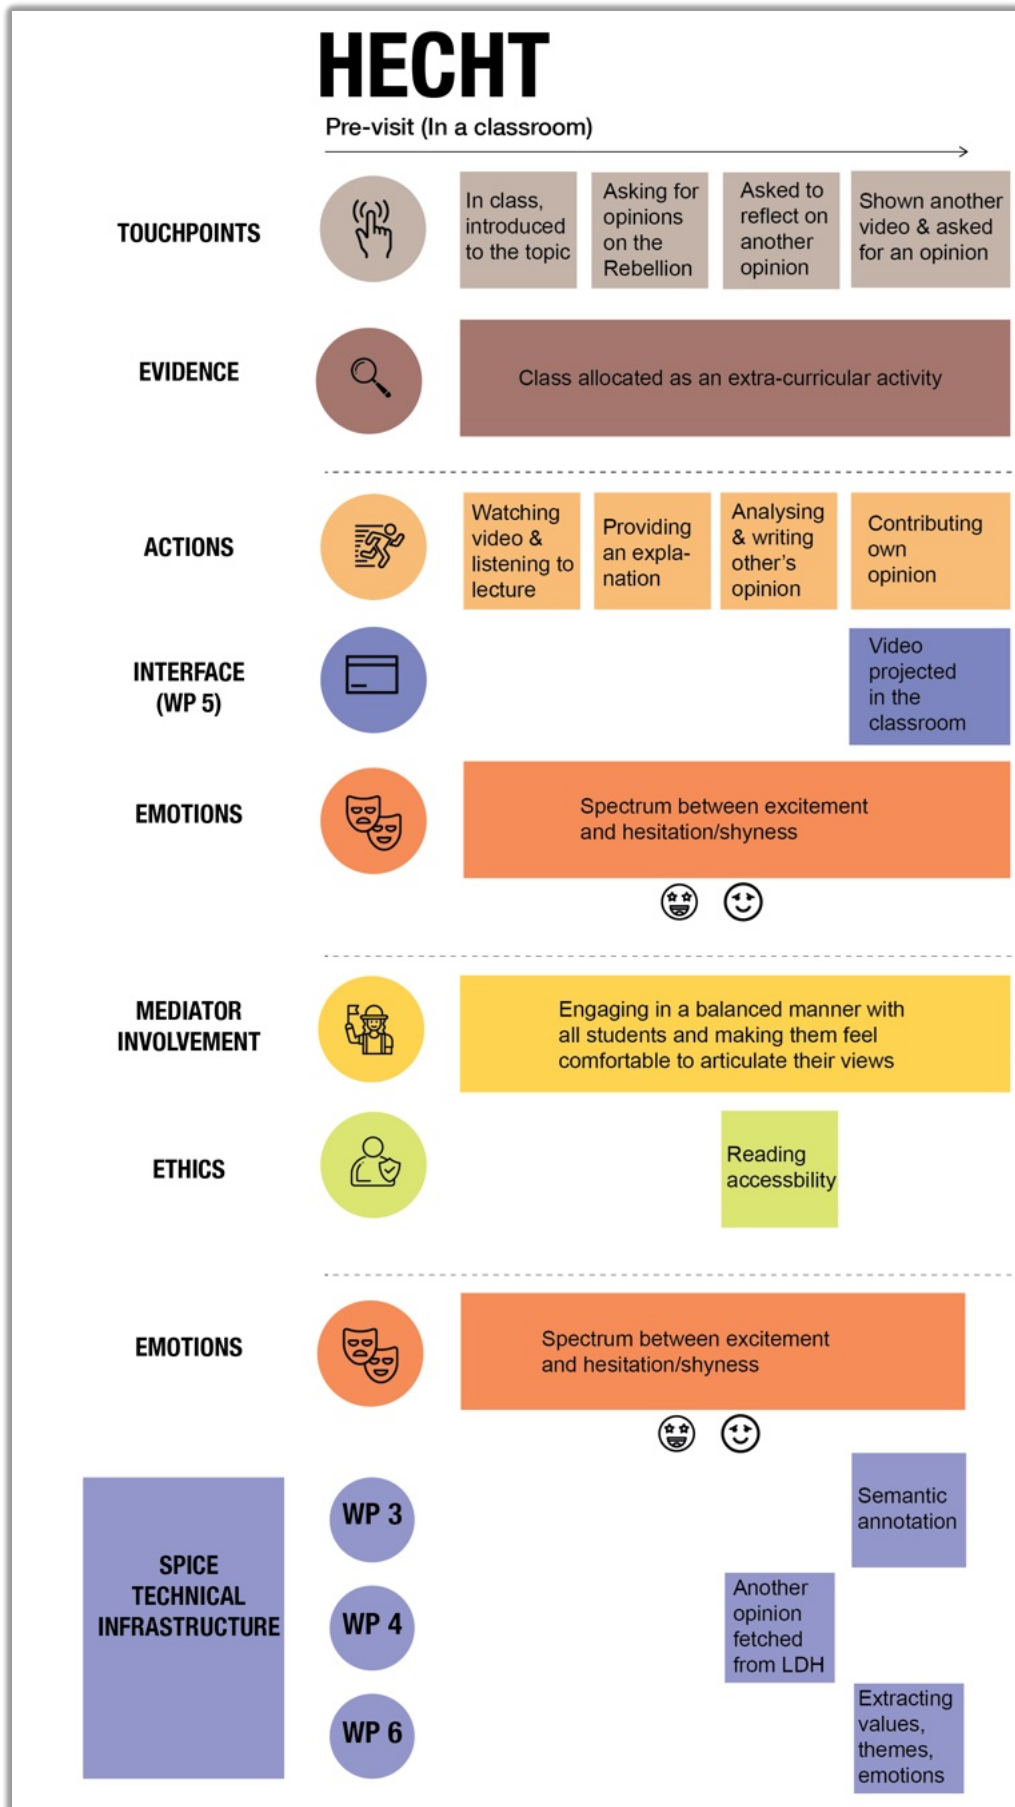 HECHT
Pre-visit (In a classroom)
TOUCHPOINTS
In class,
introduced
to the topic
Asking for
opinions
on the
Rebellion
Asked to
reflect on
another
opinion
Shown another
video & asked
for an opinion
EVIDENCE
Class allocated as an extra-curricular activity
ACTIONS
Watching
video &
listening to
lecture
Providing
an expla-
nation
Analysing
& writing
other's
opinion
Contributing
own
opinion
INTERFACE
(WP 5)
Video
projected
in the
classroom
EMOTIONS
Spectrum between excitement
and hesitation/shyness
MEDIATOR
INVOLVEMENT
Engaging in a balanced manner with
all students and making them feel
comfortable to articulate their views
ETHICS
Reading
accessbility
EMOTIONS
Spectrum between excitement
and hesitation/shyness
SPICE
TECHNICAL
INFRASTRUCTURE
WP 3
Semantic
annotation
WP 4
Another
opinion
fetched
from LDH
WP 6
Extracting
values,
themes,
emotions